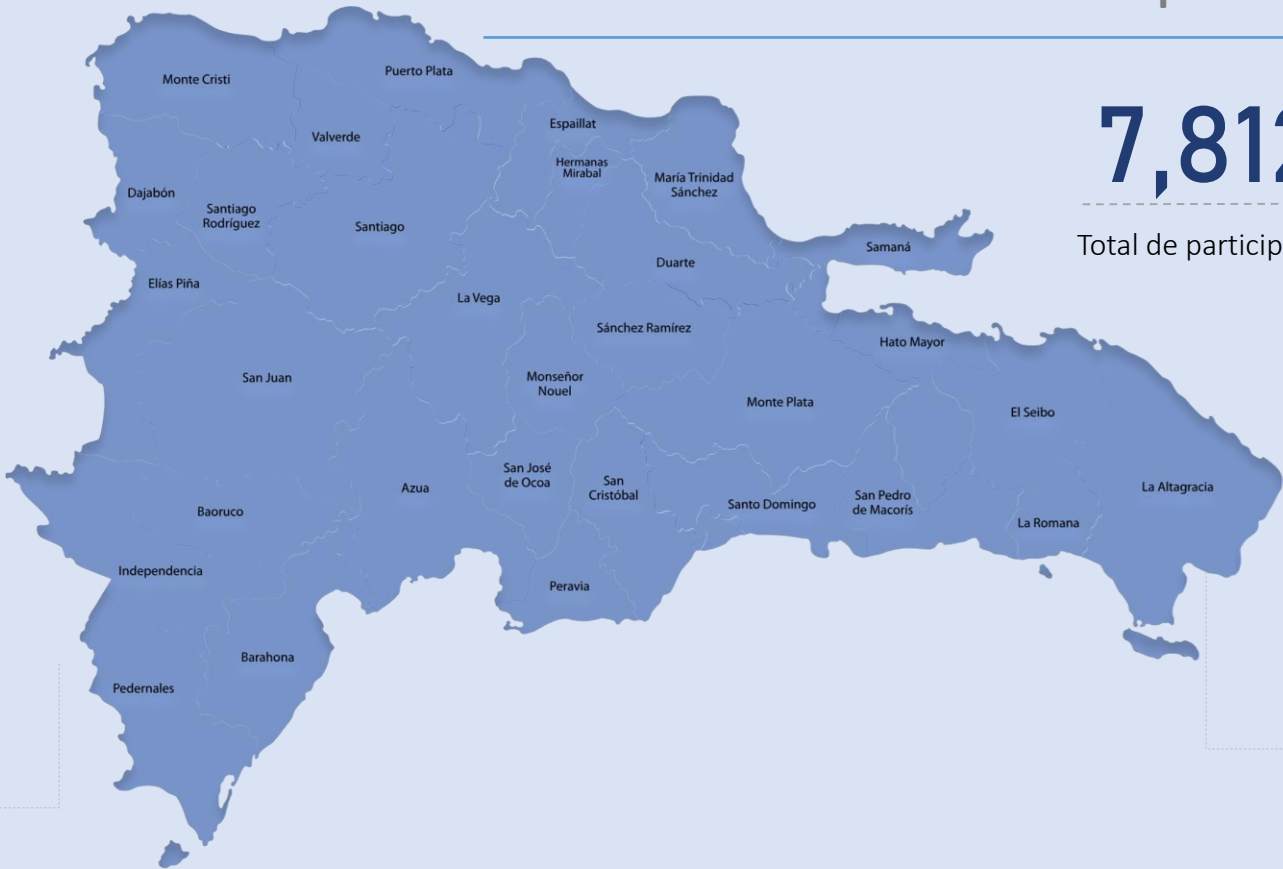 7,812
Total de particip
Monte Cristi
Puerto Plata
Valverde
Espaillat
Hermanas
Mirabal
María Trinidad
Sánchez
Dajabón
Santiago
Rodríguez
Santiago
Samaná
Duarte
Elías Piña
La Vega
Sánchez Ramírez
Hato Mayor
San Juan
Monseñor
Nouel
Monte Plata
El Seibo
San José
de Ocoa
San
Cristóbal
Azua
La Altagracia
Santo Domingo
San Pedro
de Macorís
Baoruco
La Romana
Independencia
Peravia
Barahona
Pedernales